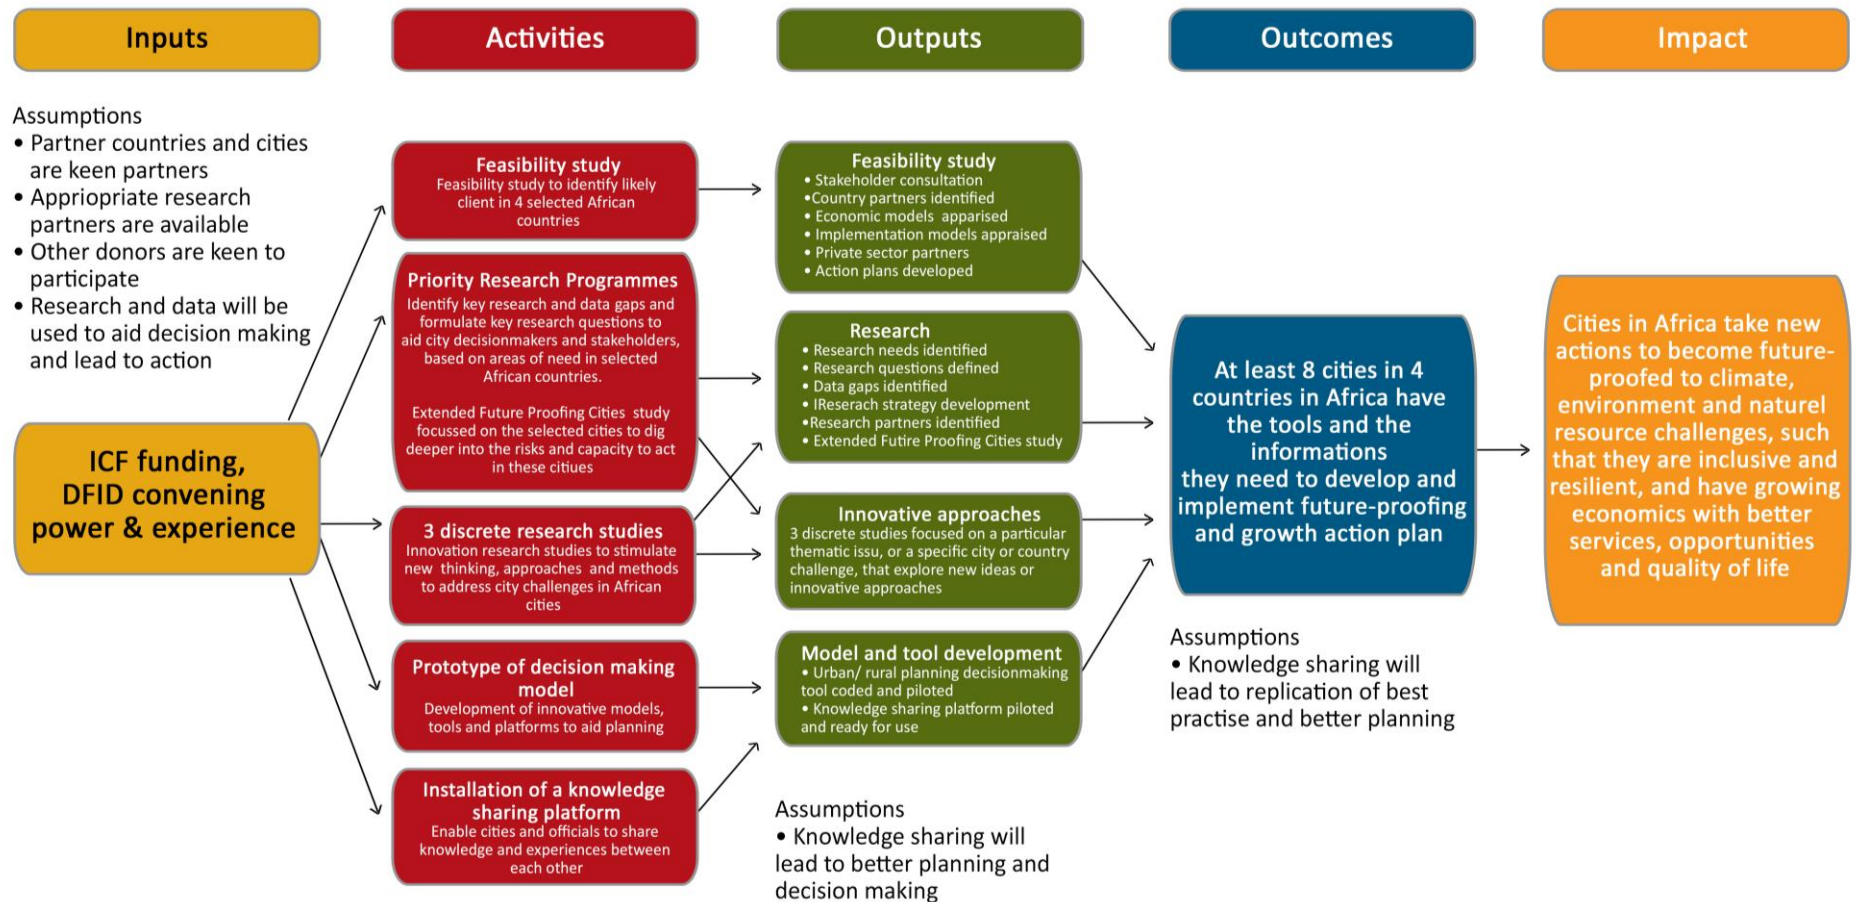 Inputs
Activities
Outputs
Outcomes
Impact
Assumptions
• Partner countries and cities
are keen partners
• Appriopriate research
partners are available
• Other donors are keen to
participate
• Research and data will be
used to aid decision making
and lead to action
ICF funding,
DFID convening
power & experience
Feasibility study
Feasibility study to identify likely
client in 4 selected African
countries
Priority Research Programmes
Identify key research and data gaps and
formulate key research questions to
aid city decisionmakers and stakeholders,
based on areas of need in selected
African countries.
Extended Future Proofing Cities study
focussed on the selected cities to dig
deeper into the risks and capacity to act
in these citiues
3 discrete research studies
Innovation research studies to stimulate
new thinking, approaches and methods
to address city challenges in African
cities
Prototype of decision making
model
Development of innovative models,
tools and platforms to aid planning
Installation of a knowledge
sharing platform
Enable cities and officials to share
knowledge and experiences between
each other
Feasibility study
• Stakeholder consultation
•Country partners identified
• Economic models apparised
• Implementation models appraised
• Private sector partners
• Action plans developed
Research
• Research needs identified
• Research questions defined
• Data gaps identified
• IReserach strategy development
•Research partners identified
• Extended Futire Proofing Cities study
Innovative approaches
3 discrete studies focused on a particular
thematic issu, or a specific city or country
challenge, that explore new ideas or
innovative approaches
Model and tool development
• Urban/ rural planning decisionmaking
tool coded and piloted
• Knowledge sharing platform piloted
and ready for use
Assumptions
• Knowledge sharing will
lead to better planning and
decision making
At least 8 cities in 4
countries in Africa have
the tools and the
informations
they need to develop and
implement future-proofing
and growth action plan
Assumptions
• Knowledge sharing will
lead to replication of best
practise and better planning
Cities in Africa take new
actions to become future-
proofed to climate,
environment and naturel
resource challenges, such
that they are inclusive and
resilient, and have growing
economics with better
services, opportunities
and quality of life